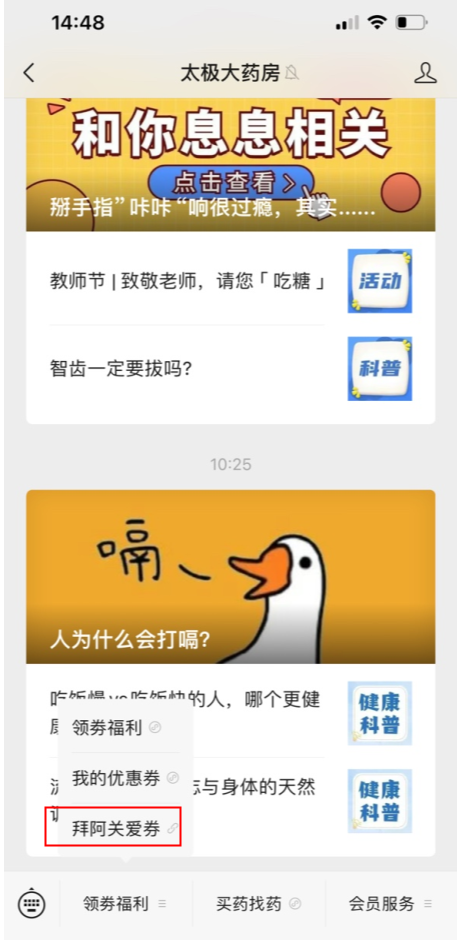 14:48
太极大药房
和你息息相关
点击查看
掰手指”咔咔“响很过瘾，其实......
教师节 | 致敬老师，请您「 吃糖 」
活动
智齿一定要拔吗?
科普
10:25
嗝
人为什么会打嗝?
吃饭慢vs吃饭快的人，哪个更健
健康
科普
领券福利
我的优惠券
志与身体的天然
健康
科普
拜阿关爱券
领券福利
买药找药
会员服务